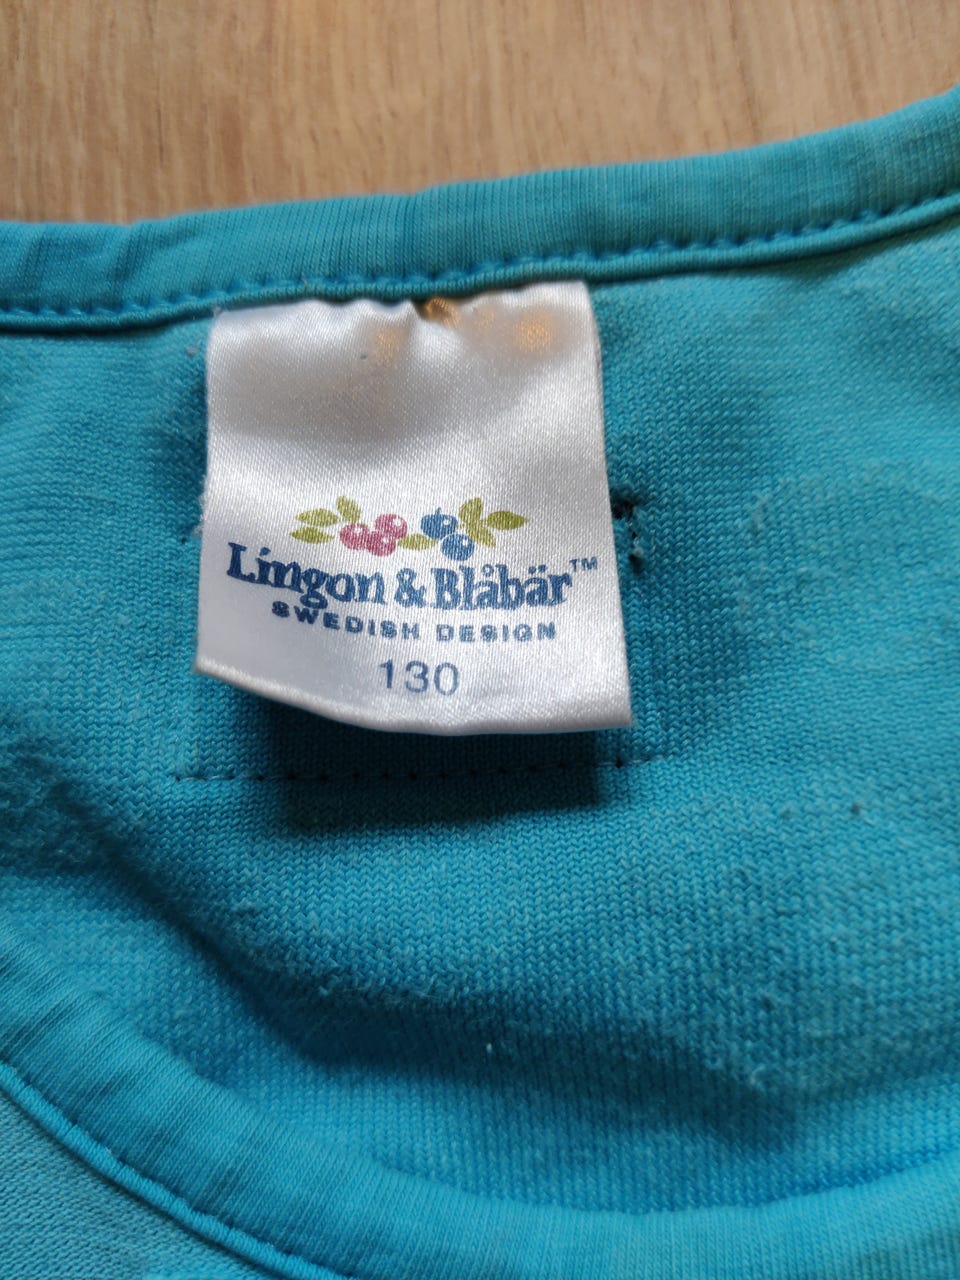 Lingon & Blåbär™
SWEDISH DESIGN
130